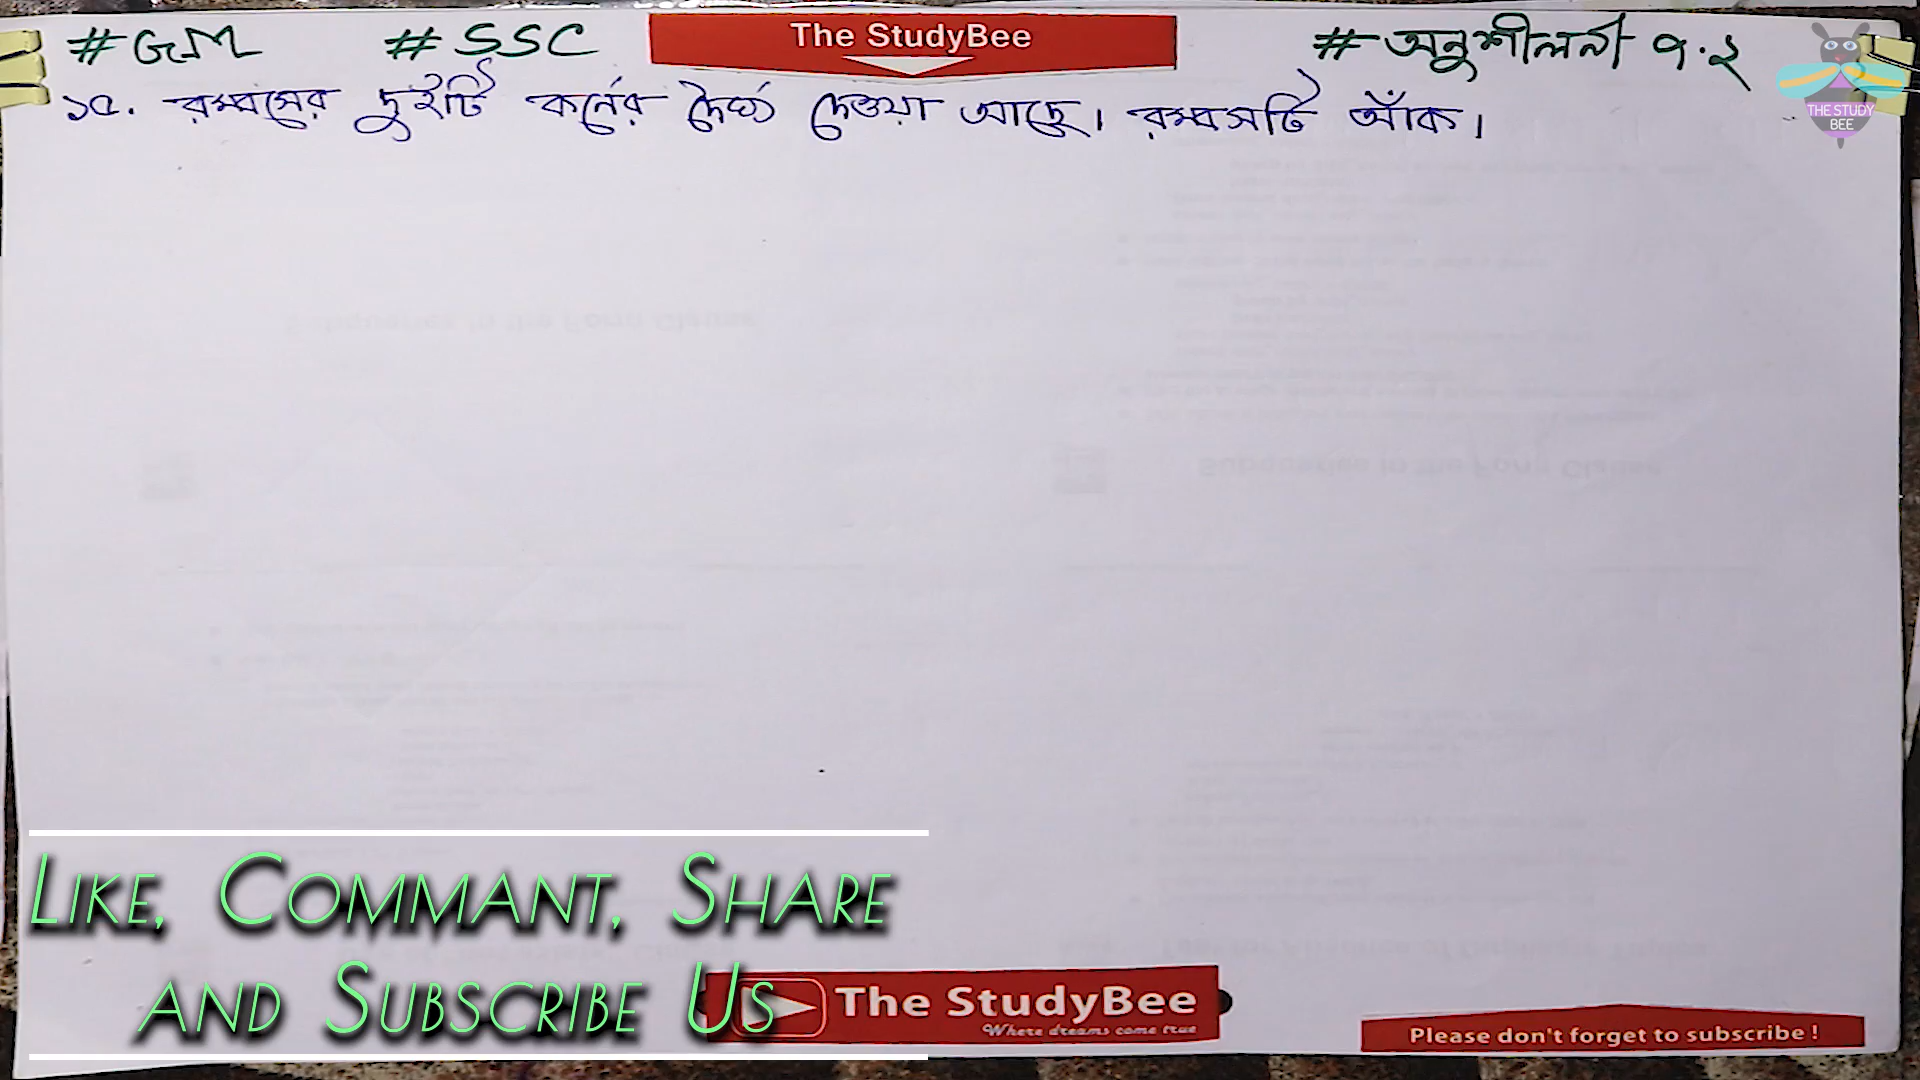 #GM #SSC The StudyBee #অনুশীলনী ৭.২
THE STUDY
BEE
১৫. রম্বসের দুইটি কর্নের দৈর্ঘ্য দেওয়া আছে। রম্বসটি আঁক।
LIKE, COMMANT, SHARE
AND SUBSCRIBE US
The StudyBee
Where dreams come true
Please don't forget to subscribe !